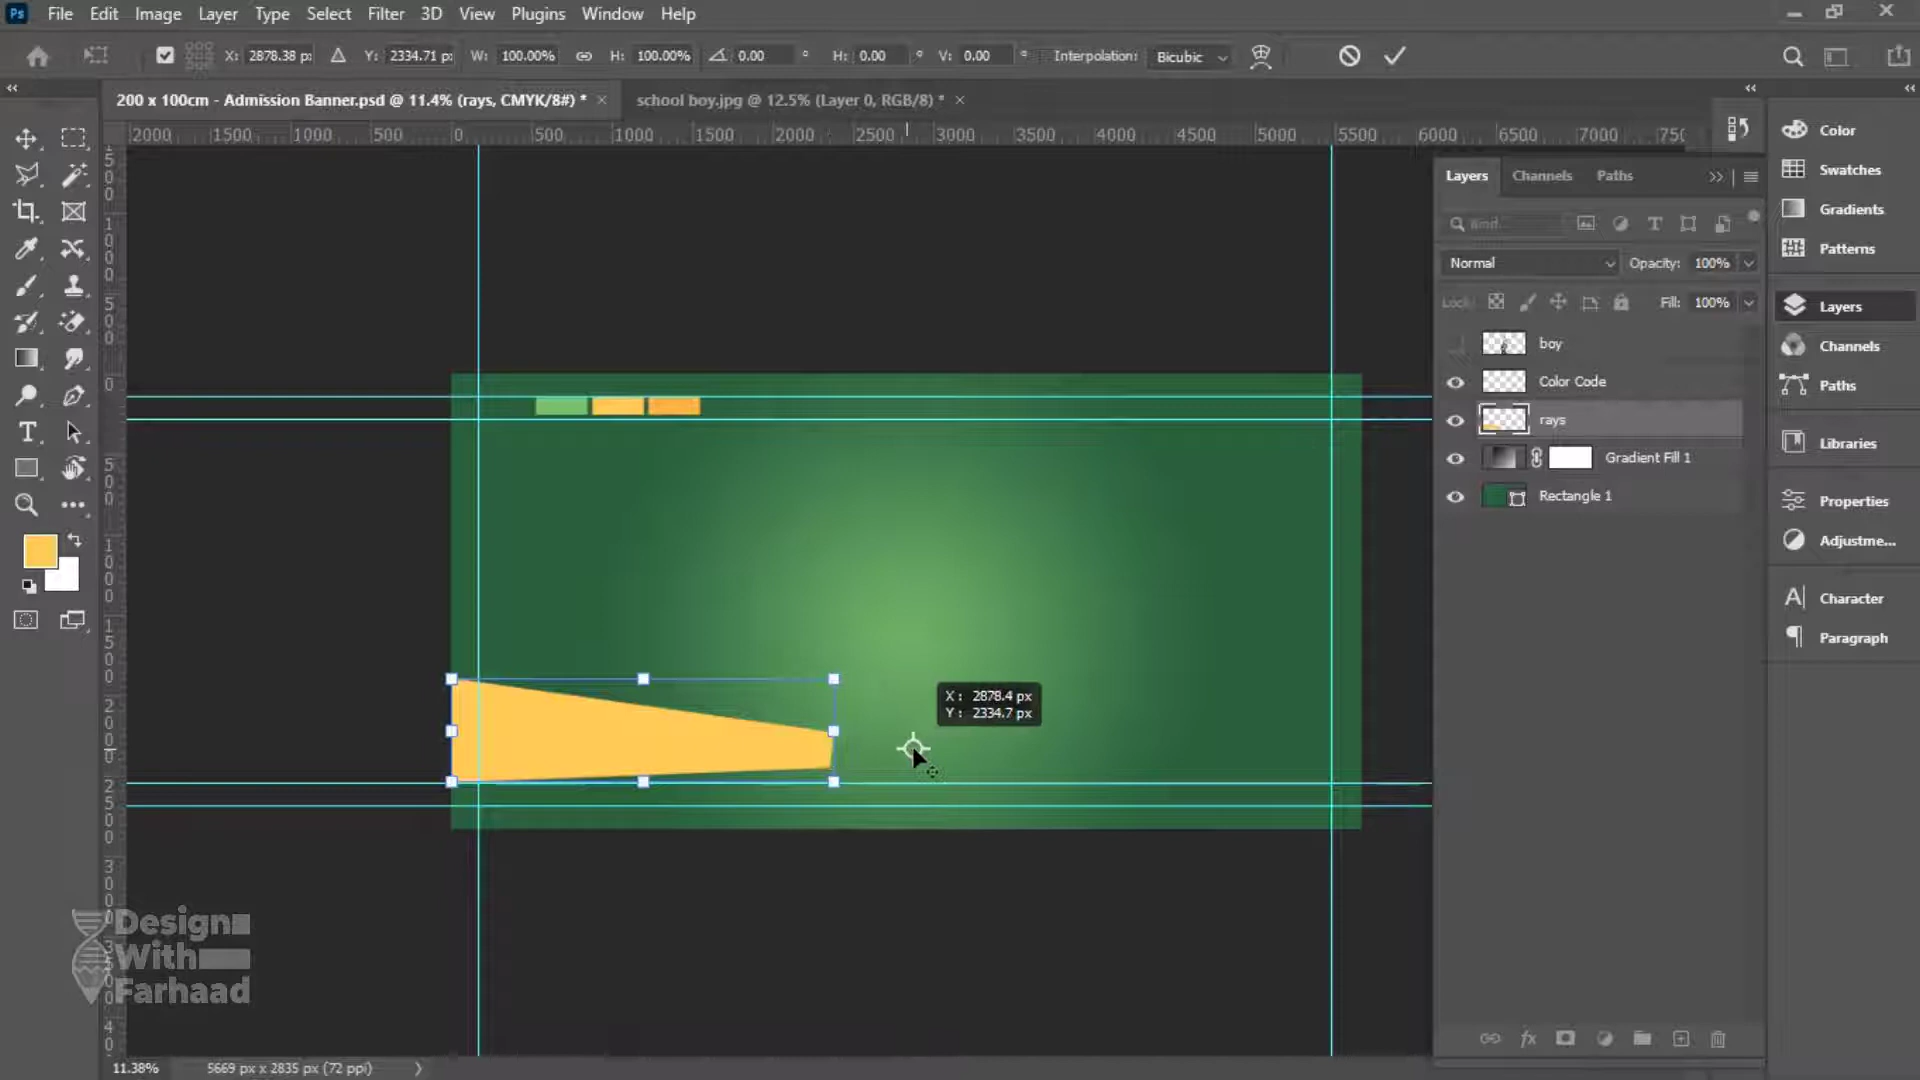 Ps File Edit Image Layer Type Select Filter 3D View Plugins Window Help
X: 2878.38 p: Y: 2334.71 p: W: 100.00% H: 100.00% 0.00 ° H: 0.00 ° V: 0.00 ° Interpolation: Bicubic
200 x 100cm - Admission Banner.psd @ 11.4% (rays, CMYK/8#) * × school boy.jpg @ 12.5% (Layer 0, RGB/8) * ×
2000 1500 1000 500 0 500 1000 1500 2000 2500 3000 3500 4000 4500 5000 5500 6000 6500 7000
Color
Swatches
Gradients
Patterns
Layers
Channels
Paths
Libraries
Properties
Adjustme...
Character
Paragraph
Layers Channels Paths
Normal Opacity: 100%
Lock: Fill: 100%
boy
Color Code
rays
Gradient Fill 1
Rectangle 1
X : 2878.4 px
Y : 2334.7 px
Design
With
Farhaad
11.38% 5669 px x 2835 px (72 ppi)